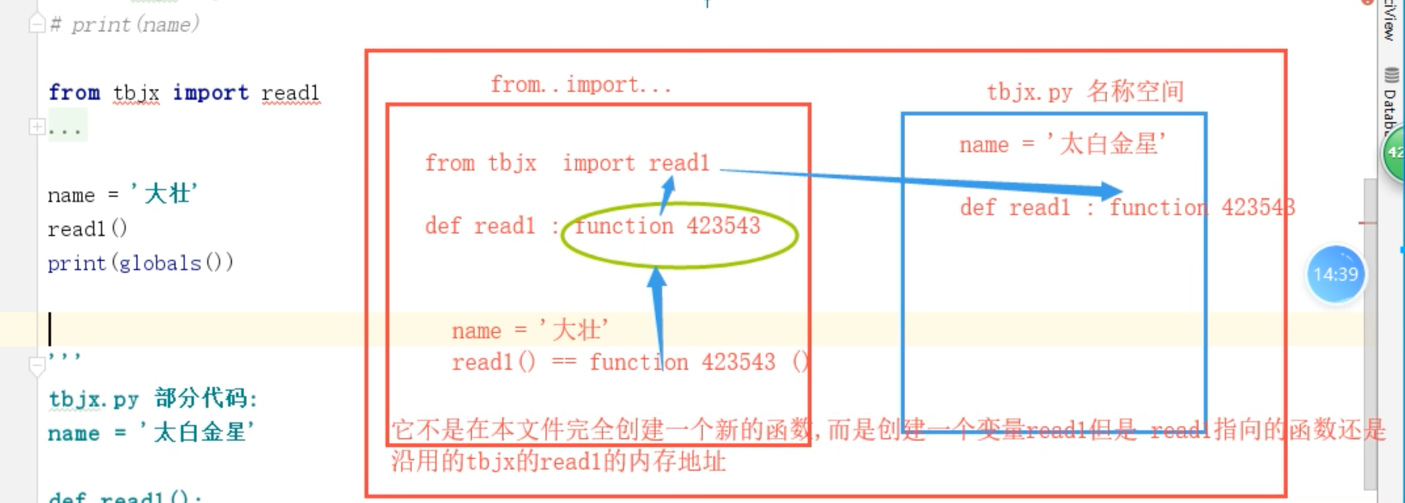 # print(name)
from tbjx import read1
...
name = '大壮'
read1()
print(globals())
'''
tbjx.py 部分代码:
name = '太白金星'
def read1():
from..import...
from tbjx import read1
def read1 : function 423543
name = '大壮'
read1() == function 423543 ()
tbjx.py 名称空间
name = '太白金星'
def read1 : function 423543
它不是在本文件完全创建一个新的函数,而是创建一个变量read1但是 read1指向的函数还是
沿用的tbjx的read1的内存地址
14:39
42